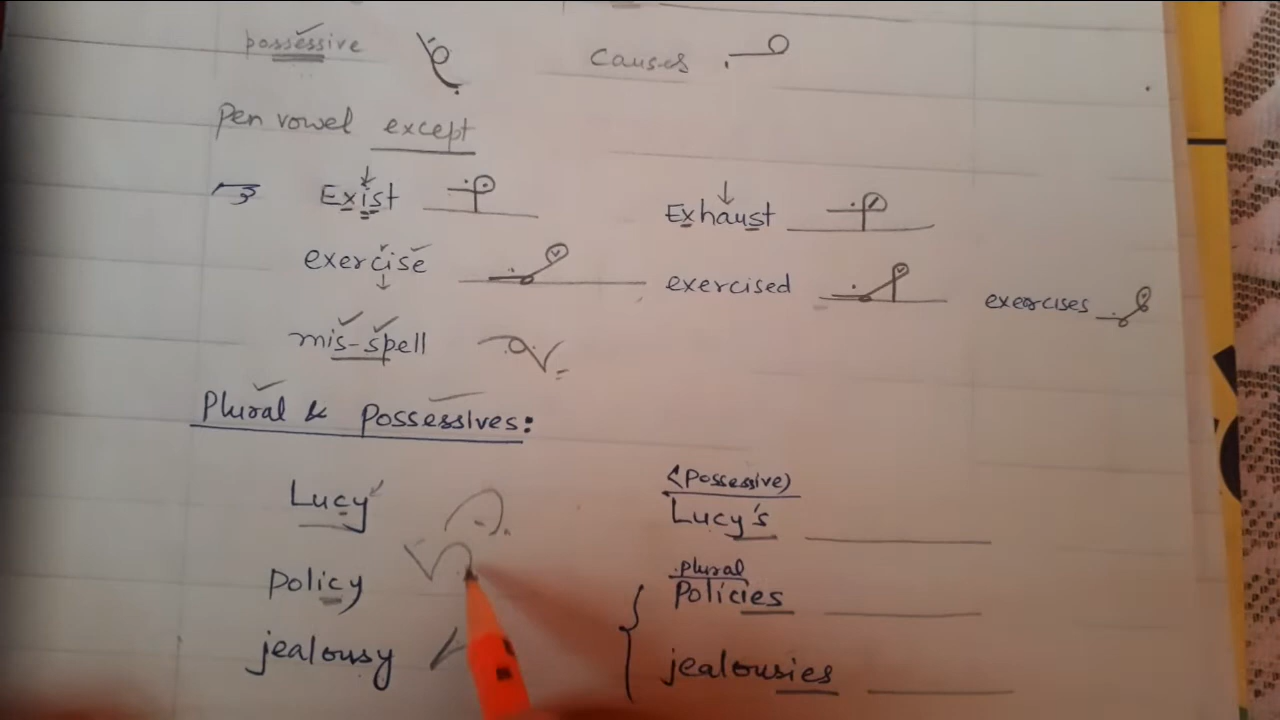 possessive Causes
Pen vowel except
Exist Exhaust
exercise exercised exercises
mis-spell
Plural & Possessives:
(Possessive)
Lucy Lucy's
plural
Policy Policies
jealousy jealousies